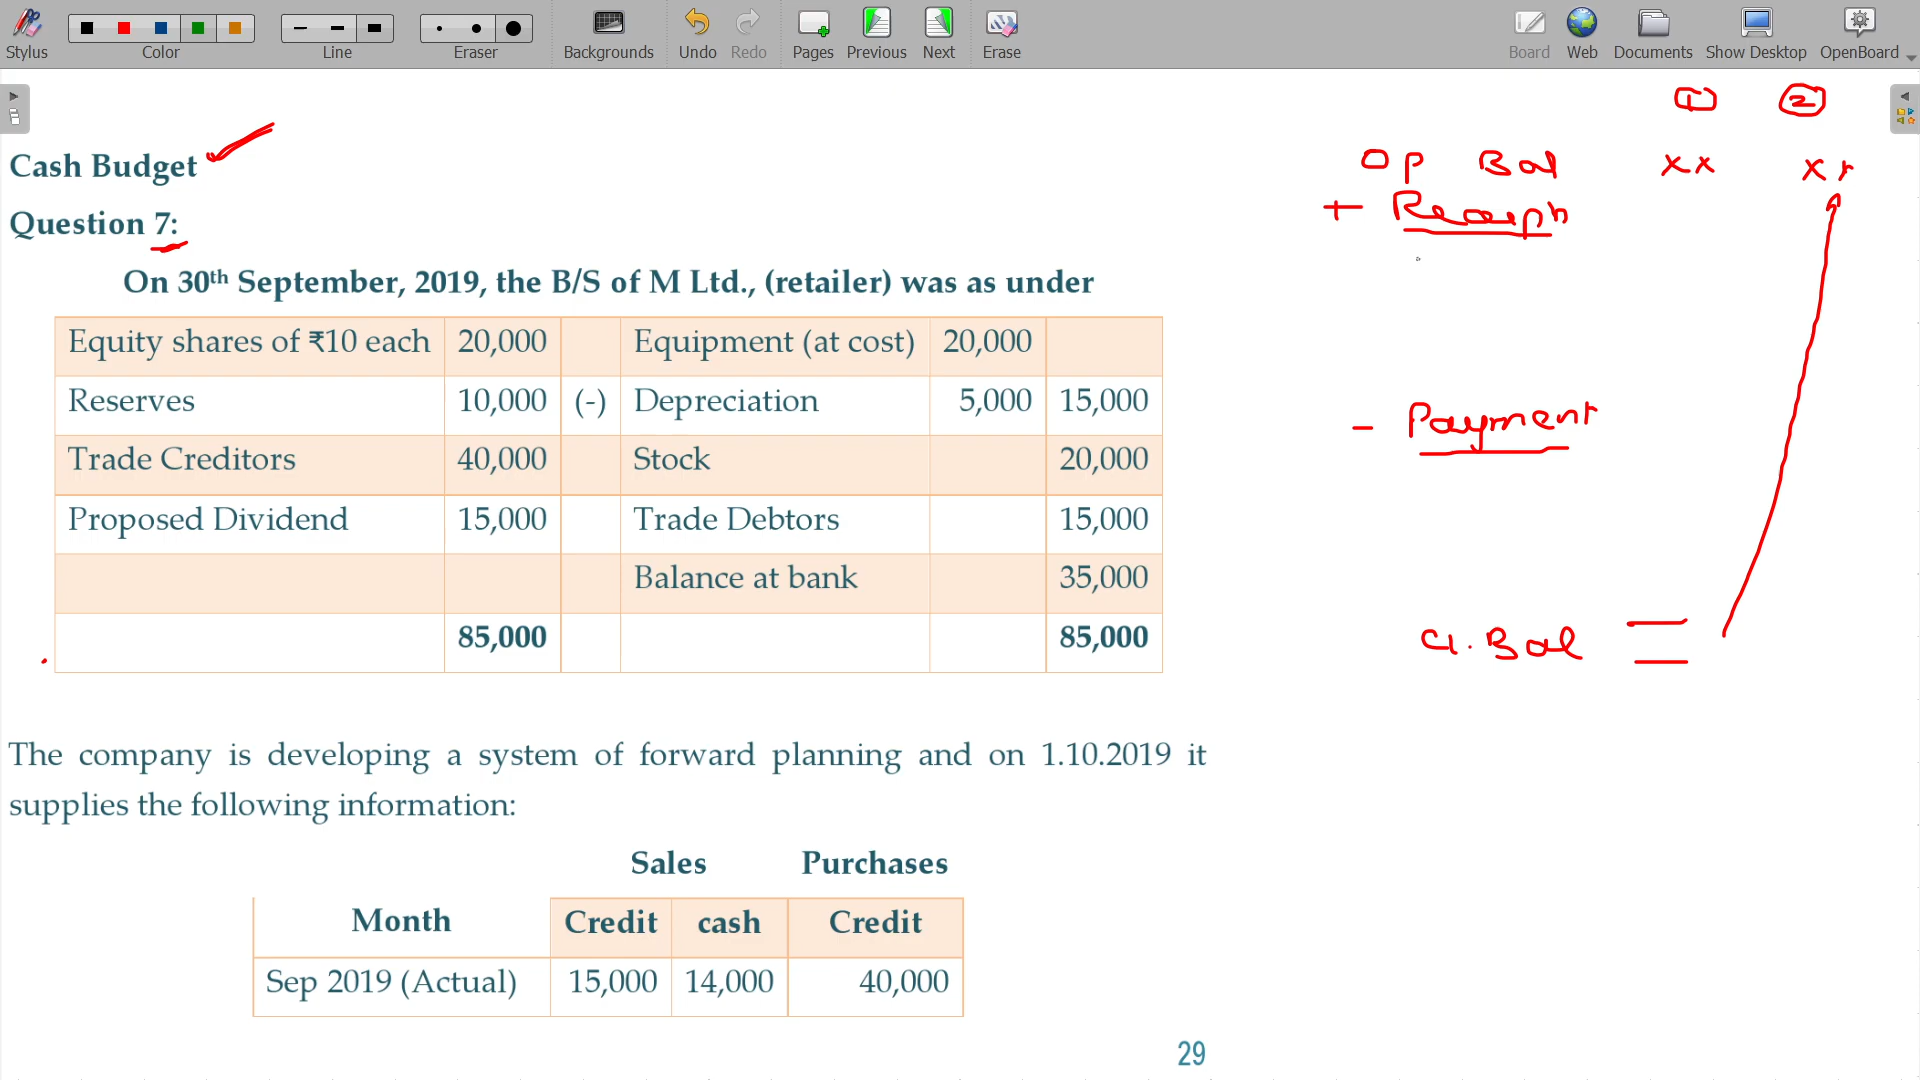 Stylus Color Line Eraser Backgrounds Undo Redo Pages Previous Next Erase Board Web Documents Show Desktop OpenBoard
1 2
Cash Budget
Op Bal xx xx
+ Receipts
Question 7:
On 30th September, 2019, the B/S of M Ltd., (retailer) was as under
Equity shares of ₹10 each 20,000 Equipment (at cost) 20,000
Reserves 10,000 (-) Depreciation 5,000 15,000
- Payment
Trade Creditors 40,000 Stock 20,000
Proposed Dividend 15,000 Trade Debtors 15,000
Balance at bank 35,000
85,000 85,000
Cl. Bal
The company is developing a system of forward planning and on 1.10.2019 it
supplies the following information:
Sales Purchases
Month Credit cash Credit
Sep 2019 (Actual) 15,000 14,000 40,000
29